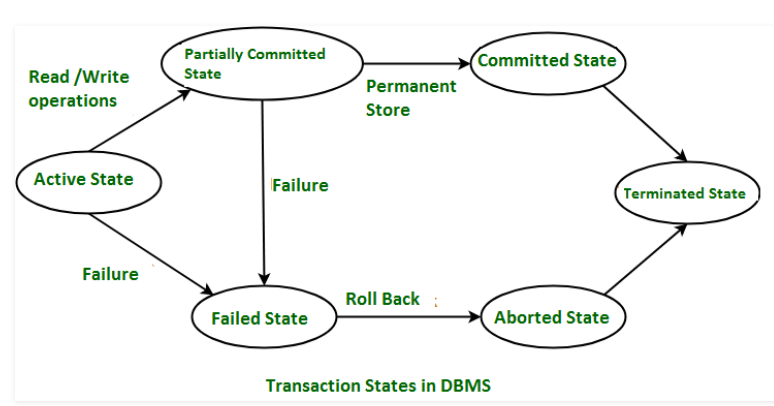 Partially Committed
State
Committed State
Read /Write
operations
Permanent
Store
Active State
Failure
Terminated State
Failure
Roll Back :
Failed State
Aborted State
Transaction States in DBMS